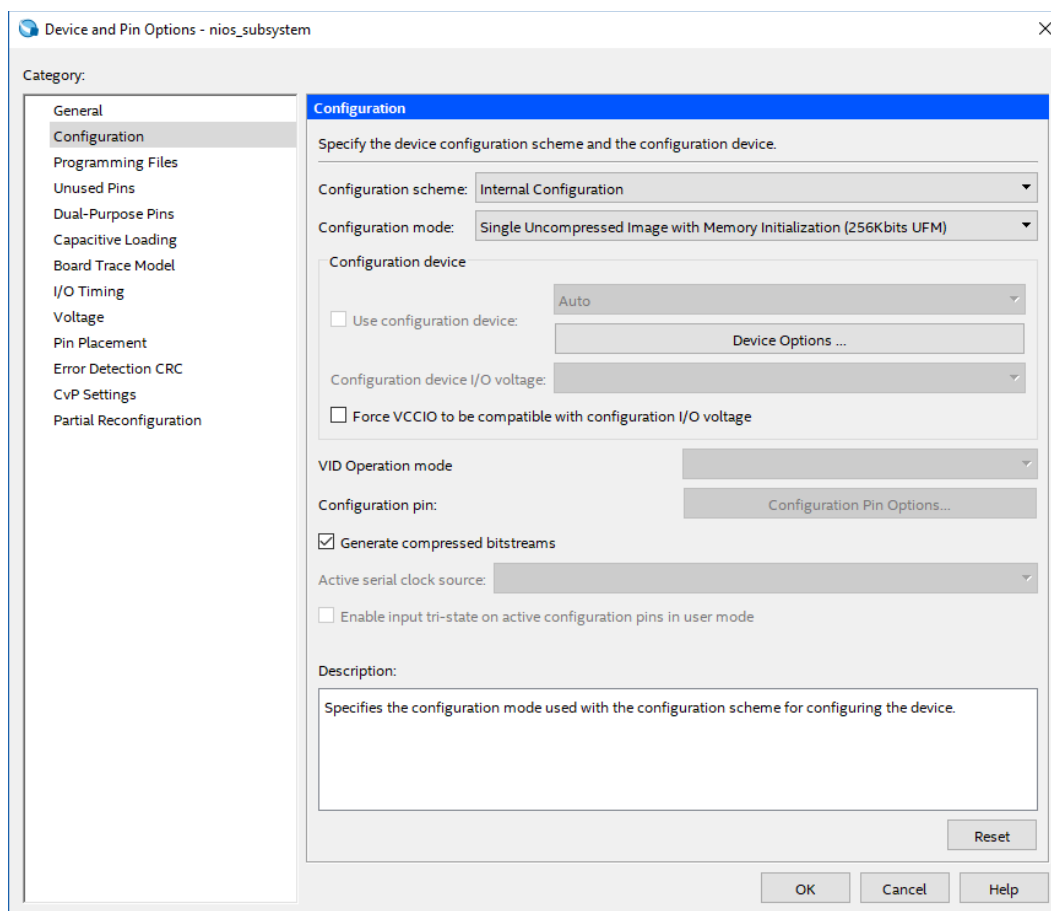 Device and Pin Options - nios_subsystem
Category:
General
Configuration
Programming Files
Unused Pins
Dual-Purpose Pins
Capacitive Loading
Board Trace Model
I/O Timing
Voltage
Pin Placement
Error Detection CRC
CvP Settings
Partial Reconfiguration
Configuration
Specify the device configuration scheme and the configuration device.
Configuration scheme: Internal Configuration
Configuration mode: Single Uncompressed Image with Memory Initialization (256Kbits UFM)
Configuration device
Auto
Use configuration device:
Device Options ...
Configuration device I/O voltage:
Force VCCIO to be compatible with configuration I/O voltage
VID Operation mode
Configuration pin: Configuration Pin Options...
Generate compressed bitstreams
Active serial clock source:
Enable input tri-state on active configuration pins in user mode
Description:
Specifies the configuration mode used with the configuration scheme for configuring the device.
Reset
OK Cancel Help